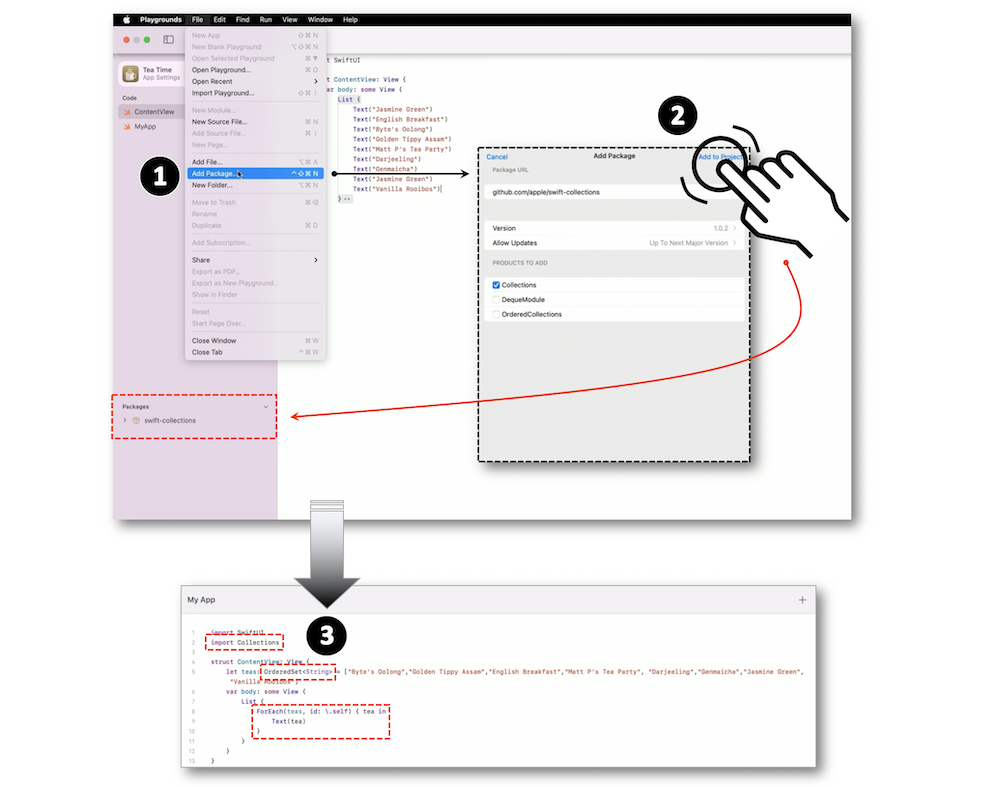 Playgrounds File Edit Find Run View Window Help
New App ⇧⌘N
New Blank Playground ⌥⇧⌘N
Open Selected Playground ⌘▼
Open Playground... ⌘O
Open Recent >
Import Playground... ⇧⌘I
New Module...
New Source File... ⌘N
Add Source File... ⌘I
New Page...
Add File... ⌥⌘A
Add Package... ^⇧⌘N
New Folder... ⌥⌘N
Move to Trash ⌘⌫
Rename
Duplicate ⌘D
Add Subscription...
Share >
Export as PDF...
Export as New Playground...
Show in Finder
Reset
Start Page Over...
Close Window ⌘W
Close Tab ^⌘W
Tea Time
App Settings
Code
ContentView
MyApp
Packages
swift-collections
t SwiftUI
t ContentView: View {
ar body: some View {
List {
Text("Jasmine Green")
Text("English Breakfast")
Text("Byte's Oolong")
Text("Golden Tippy Assam")
Text("Matt P's Tea Party")
Text("Darjeeling")
Text("Genmaicha")
Text("Jasmine Green")
Text("Vanilla Rooibos")
}
1
2
Cancel Add Package Add to Project
Package URL
github.com/apple/swift-collections
Version 1.0.2 >
Allow Updates Up To Next Major Version >
PRODUCTS TO ADD
Collections
DequeModule
OrderedCollections
3
My App +
1 import SwiftUI
2 import Collections
3
4 struct ContentView: View {
5 let teas: OrderedSet<String> = ["Byte's Oolong","Golden Tippy Assam","English Breakfast","Matt P's Tea Party", "Darjeeling","Genmaicha","Jasmine Green",
"Vanilla Rooibos"]
6 var body: some View {
7 List {
8 ForEach(teas, id: \.self) { tea in
9 Text(tea)
10 }
11 }
12 }
13 }